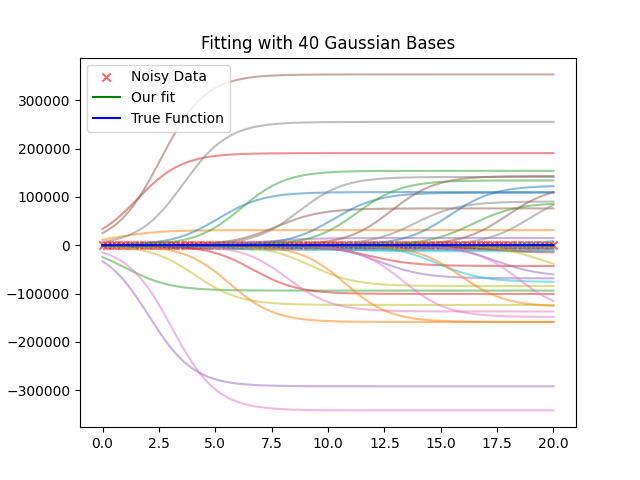 Fitting with 40 Gaussian Bases
Noisy Data
Our fit
True Function
300000
200000
100000
0
−100000
−200000
−300000
0.0 2.5 5.0 7.5 10.0 12.5 15.0 17.5 20.0